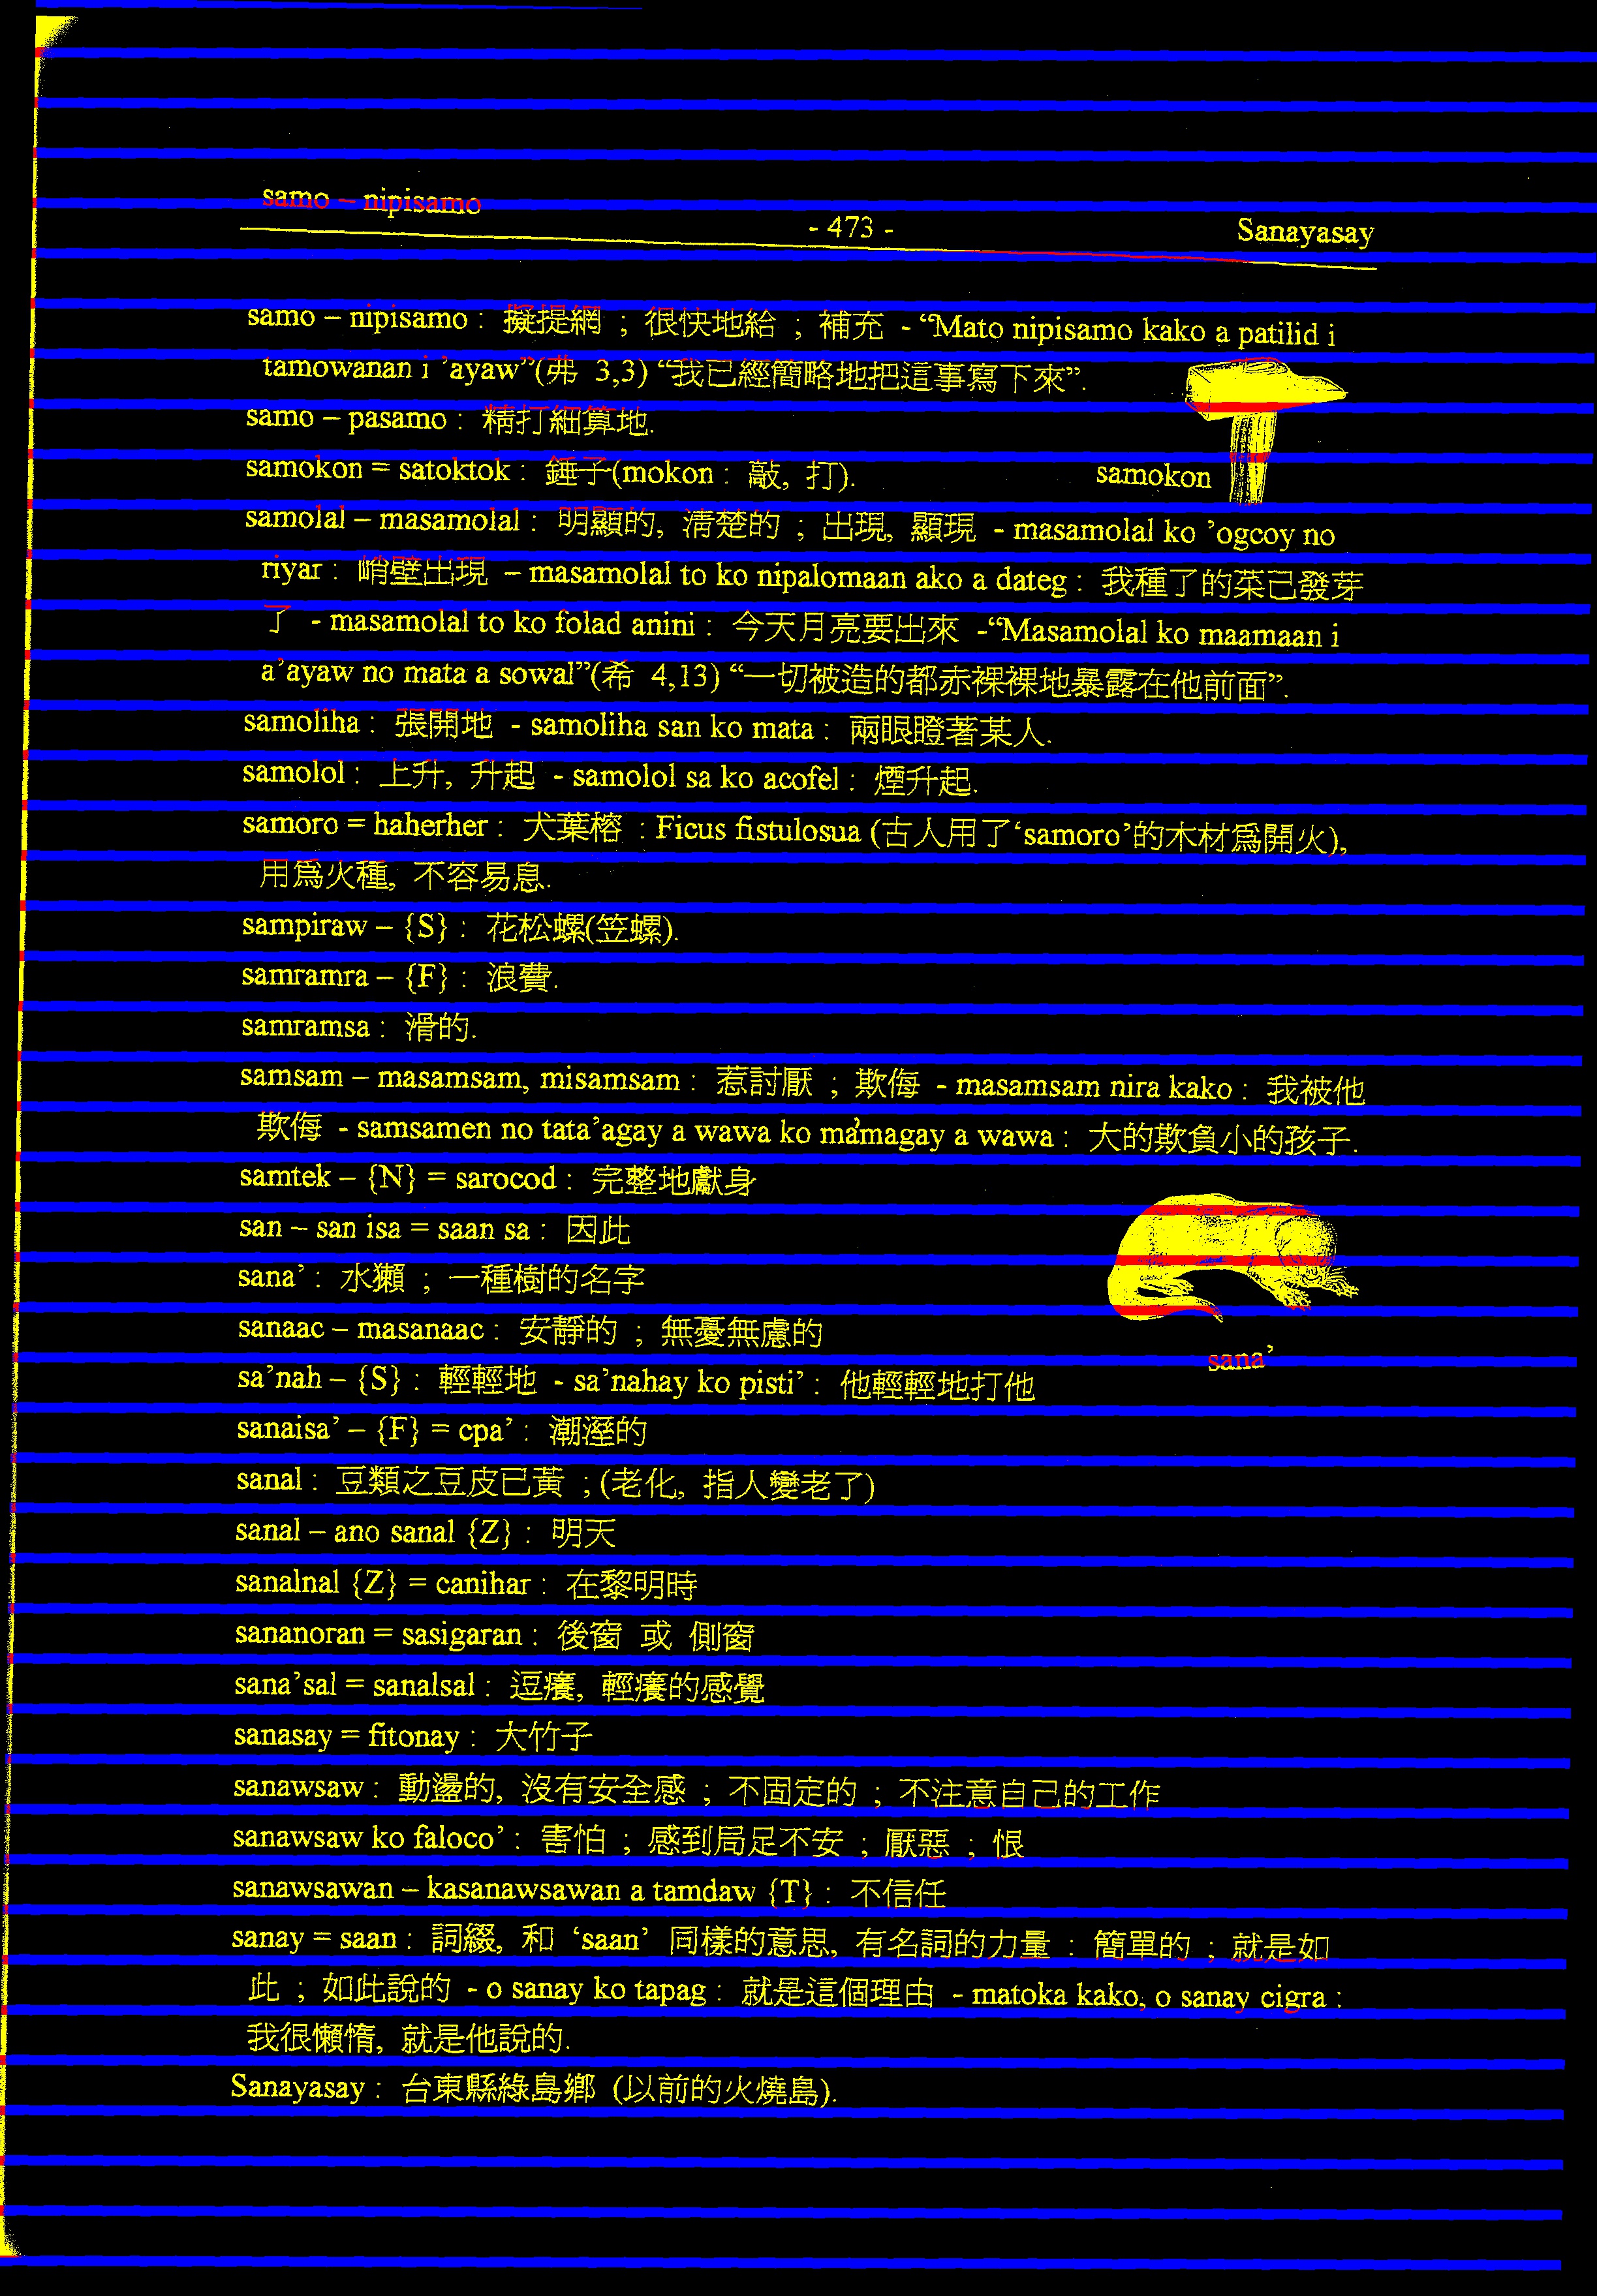 samo – nipisamo
- 473 -
Sanayasay
samo – nipisamo : 擬提網 ; 很快地給 ; 補充 - “Mato nipisamo kako a patilid i
tamowanan i ’ayaw”(弗 3,3) “我已經簡略地把這事寫下來”.
samo – pasamo : 精打細算地.
samokon = satoktok : 錘子(mokon : 敲, 打).
samokon
samolal – masamolal : 明顯的, 清楚的 ; 出現, 顯現 - masamolal ko ’ogcoy no
riyar : 峭壁出現 – masamolal to ko nipalomaan ako a dateg : 我種了的菜已發芽
了 - masamolal to ko folad anini : 今天月亮要出來 -“Masamolal ko maamaan i
a’ayaw no mata a sowal”(希 4,13) “一切被造的都赤裸裸地暴露在他前面”.
samoliha : 張開地 - samoliha san ko mata : 兩眼瞪著某人.
samolol : 上升, 升起 - samolol sa ko acofel : 煙升起.
samoro = haherher : 犬葉榕 : Ficus fistulosua (古人用了‘samoro’的木材爲開火),
用爲火種, 不容易息.
sampiraw – {S} : 花松螺(笠螺).
samramra – {F} : 浪費.
samramsa : 滑的.
samsam – masamsam, misamsam : 惹討厭 ; 欺侮 - masamsam nira kako : 我被他
欺侮 - samsamen no tata’agay a wawa ko ma’magay a wawa : 大的欺負小的孩子.
samtek – {N} = sarocod : 完整地獻身
san – san isa = saan sa : 因此
sana’ : 水獺 ; 一種樹的名字
sanaac – masanaac : 安靜的 ; 無憂無慮的
sana’
sa’nah – {S} : 輕輕地 - sa’nahay ko pisti’ : 他輕輕地打他
sanaisa’ – {F} = cpa’ : 潮溼的
sanal : 豆類之豆皮已黃 ; (老化, 指人變老了)
sanal – ano sanal {Z} : 明天
sanalnal {Z} = canihar : 在黎明時
sananoran = sasigaran : 後窗 或 側窗
sana’sal = sanalsal : 逗癢, 輕癢的感覺
sanasay = fitonay : 大竹子
sanawsaw : 動盪的, 沒有安全感 ; 不固定的 ; 不注意自己的工作
sanawsaw ko faloco’ : 害怕 ; 感到局足不安 ; 厭惡 ; 恨
sanawsawan – kasanawsawan a tamdaw {T} : 不信任
sanay = saan : 詞綴, 和 ‘saan’ 同樣的意思, 有名詞的力量 : 簡單的 ; 就是如
此 ; 如此說的 - o sanay ko tapag : 就是這個理由 - matoka kako, o sanay cigra :
我很懶惰, 就是他說的.
Sanayasay : 台東縣綠島鄉 (以前的火燒島).